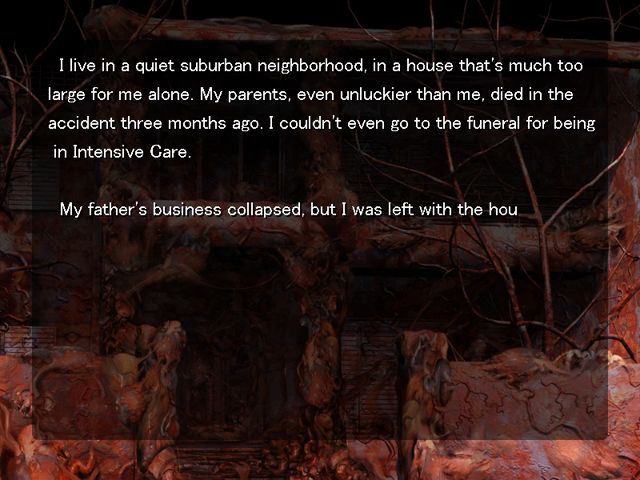 I live in a quiet suburban neighborhood, in a house that's much too
large for me alone. My parents, even unluckier than me, died in the
accident three months ago. I couldn't even go to the funeral for being
in Intensive Care.
My father's business collapsed, but I was left with the hou